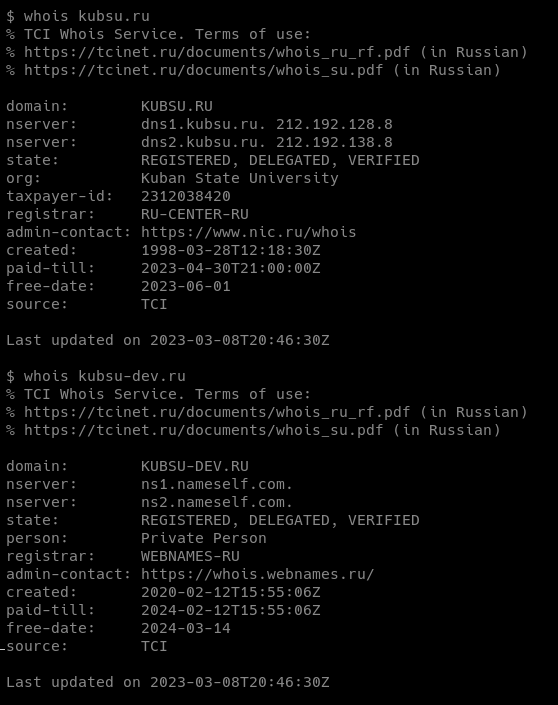 $ whois kubsu.ru
% TCI Whois Service. Terms of use:
% https://tcinet.ru/documents/whois_ru_rf.pdf (in Russian)
% https://tcinet.ru/documents/whois_su.pdf (in Russian)

domain:        KUBSU.RU
nserver:       dns1.kubsu.ru. 212.192.128.8
nserver:       dns2.kubsu.ru. 212.192.138.8
state:         REGISTERED, DELEGATED, VERIFIED
org:           Kuban State University
taxpayer-id:   2312038420
registrar:     RU-CENTER-RU
admin-contact: https://www.nic.ru/whois
created:       1998-03-28T12:18:30Z
paid-till:     2023-04-30T21:00:00Z
free-date:     2023-06-01
source:        TCI

Last updated on 2023-03-08T20:46:30Z

$ whois kubsu-dev.ru
% TCI Whois Service. Terms of use:
% https://tcinet.ru/documents/whois_ru_rf.pdf (in Russian)
% https://tcinet.ru/documents/whois_su.pdf (in Russian)

domain:        KUBSU-DEV.RU
nserver:       ns1.nameself.com.
nserver:       ns2.nameself.com.
state:         REGISTERED, DELEGATED, VERIFIED
person:        Private Person
registrar:     WEBNAMES-RU
admin-contact: https://whois.webnames.ru/
created:       2020-02-12T15:55:06Z
paid-till:     2024-02-12T15:55:06Z
free-date:     2024-03-14
source:        TCI

Last updated on 2023-03-08T20:46:30Z